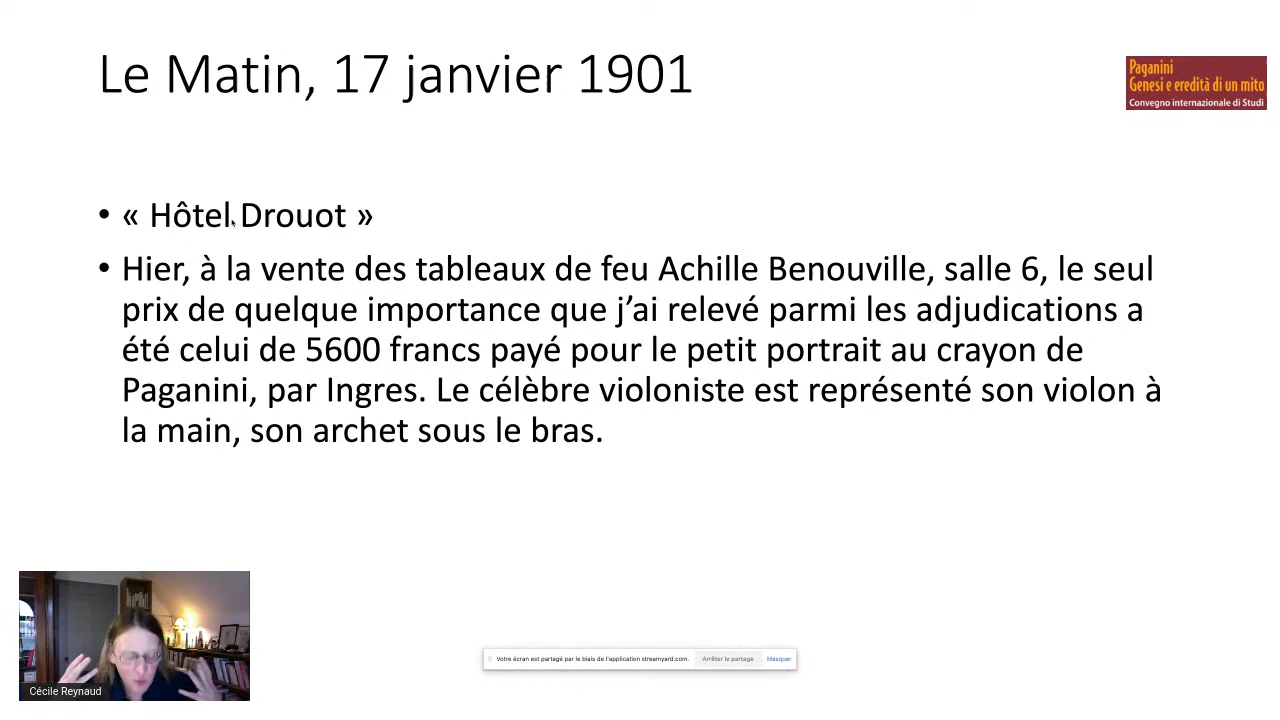 Le Matin, 17 janvier 1901
Paganini
Genesi e eredità di un mito
Convegno internazionale di Studi
• « Hôtel Drouot »
• Hier, à la vente des tableaux de feu Achille Benouville, salle 6, le seul
prix de quelque importance que j’ai relevé parmi les adjudications a
été celui de 5600 francs payé pour le petit portrait au crayon de
Paganini, par Ingres. Le célèbre violoniste est représenté son violon à
la main, son archet sous le bras.
Votre écran est partagé par le biais de l'application streamyard.com. Arrêter le partage Masquer
Cécile Reynaud